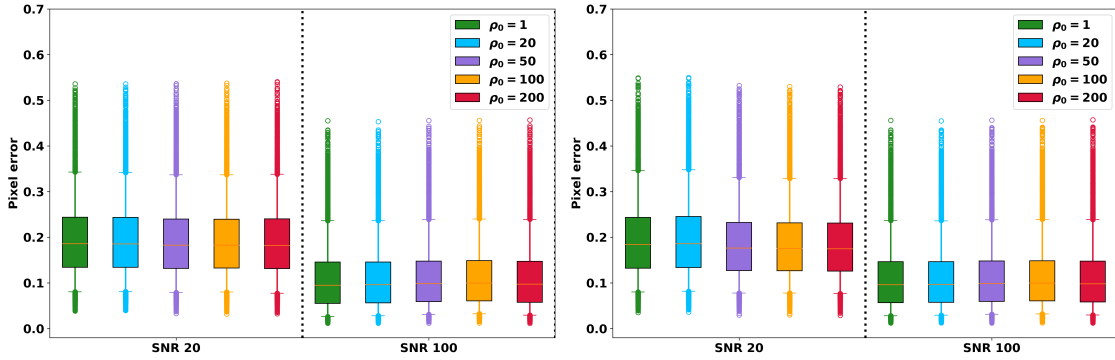 0.7
0.6
0.5
0.4
0.3
0.2
0.1
0.0
Pixel error
SNR 20
SNR 100
ρ₀ = 1
ρ₀ = 20
ρ₀ = 50
ρ₀ = 100
ρ₀ = 200
0.7
0.6
0.5
0.4
0.3
0.2
0.1
0.0
Pixel error
SNR 20
SNR 100
ρ₀ = 1
ρ₀ = 20
ρ₀ = 50
ρ₀ = 100
ρ₀ = 200